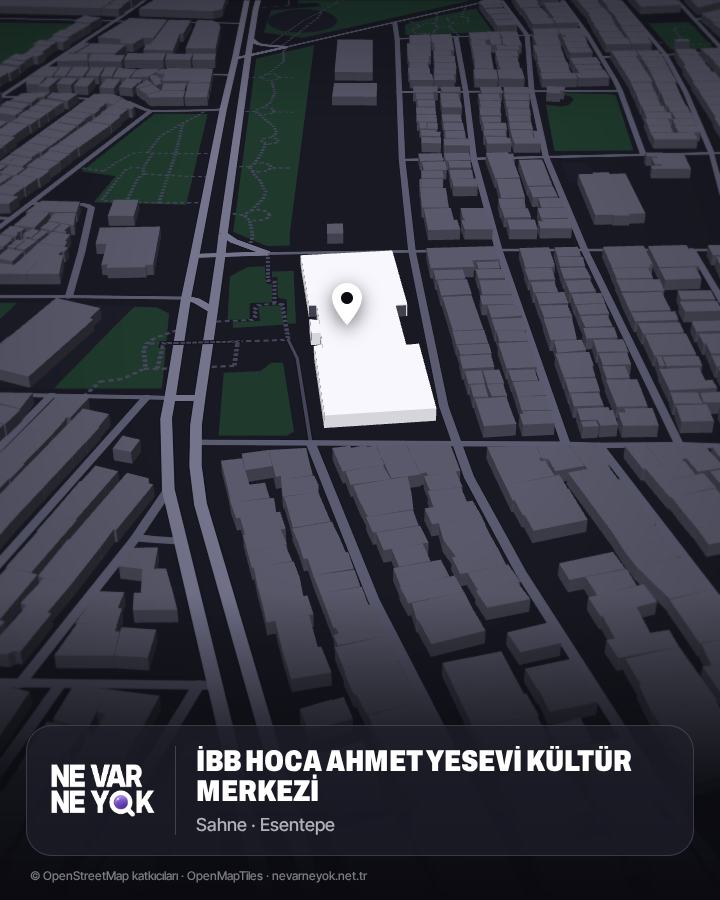 NE VAR
NE YOK
İBB HOCA AHMET YESEVİ KÜLTÜR
MERKEZİ
Sahne · Esentepe
© OpenStreetMap katkıcıları · OpenMapTiles · nevarneyok.net.tr